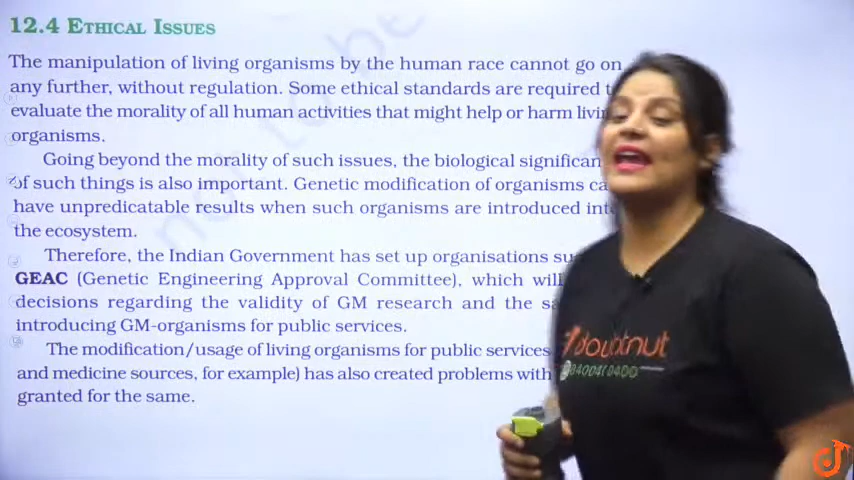 12.4 ETHICAL ISSUES
The manipulation of living organisms by the human race cannot go on
any further, without regulation. Some ethical standards are required
evaluate the morality of all human activities that might help or harm
organisms.
Going beyond the morality of such issues, the biological
of such things is also important. Genetic modification of organisms
have unpredicatable results when such organisms are introduced
the ecosystem.
Therefore, the Indian Government has set up organisations
GEAC (Genetic Engineering Approval Committee), which will
decisions regarding the validity of GM research and the
introducing GM-organisms for public services.
The modification/usage of living organisms for public services
and medicine sources, for example) has also created problems with
granted for the same.
not to be
doubtnut